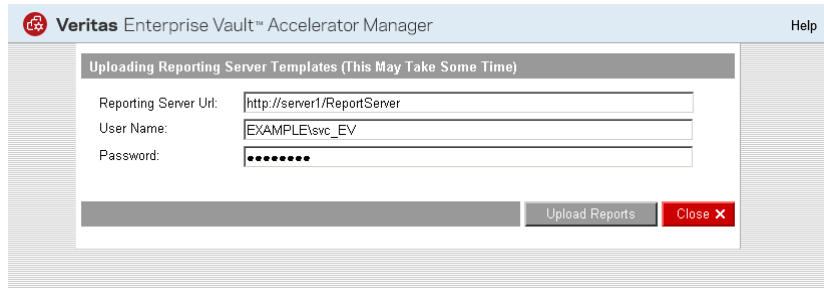 Veritas Enterprise Vault™ Accelerator Manager Help
Uploading Reporting Server Templates (This May Take Some Time)
Reporting Server Url: http://server1/ReportServer
User Name: EXAMPLE\svc_EV
Password: ●●●●●●●●
Upload Reports Close ✕